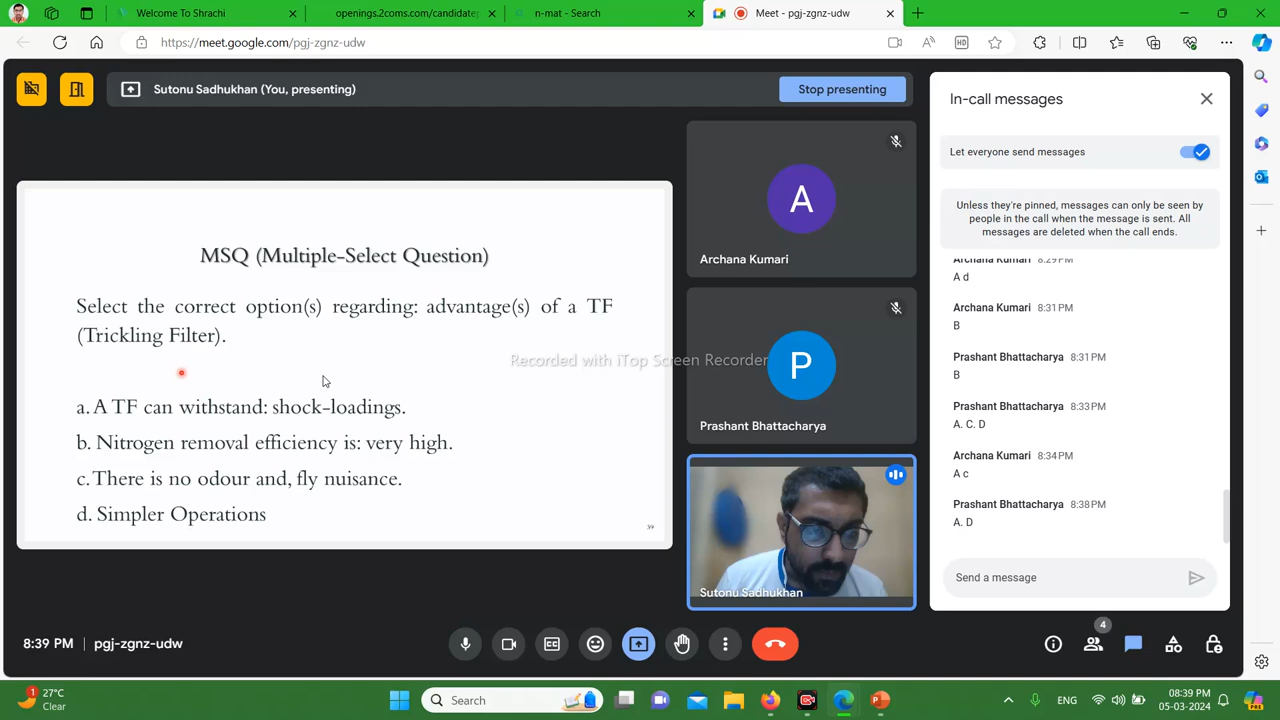 Welcome To Shrachi
openings.2coms.com/candidate
n-mat - Search
Meet - pgj-zgnz-udw
https://meet.google.com/pgj-zgnz-udw
Sutonu Sadhukhan (You, presenting)
Stop presenting
MSQ (Multiple-Select Question)
Select the correct option(s) regarding: advantage(s) of a TF
(Trickling Filter).
a. A TF can withstand: shock-loadings.
b. Nitrogen removal efficiency is: very high.
c. There is no odour and, fly nuisance.
d. Simpler Operations
39
Recorded with iTop Screen Recorder
A
Archana Kumari
P
Prashant Bhattacharya
Sutonu Sadhukhan
In-call messages
Let everyone send messages
Unless they're pinned, messages can only be seen by
people in the call when the message is sent. All
messages are deleted when the call ends.
Archana Kumari 8:29 PM
A d
Archana Kumari 8:31 PM
B
Prashant Bhattacharya 8:31 PM
B
Prashant Bhattacharya 8:33 PM
A. C. D
Archana Kumari 8:34 PM
A c
Prashant Bhattacharya 8:38 PM
A. D
Send a message
8:39 PM | pgj-zgnz-udw
4
1
27°C
Clear
Search
ENG
08:39 PM
05-03-2024